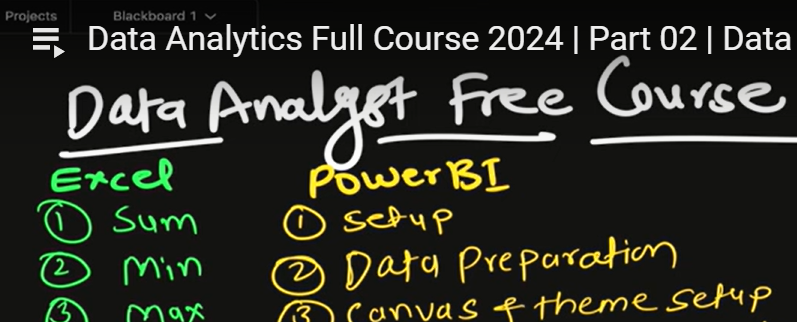 Projects Blackboard 1
Data Analytics Full Course 2024 | Part 02 | Data
Data Analyst Free Course
Excel PowerBI
① Sum ① Setup
② Min ② Data Preparation
③ Max ③ Canvas & theme setup